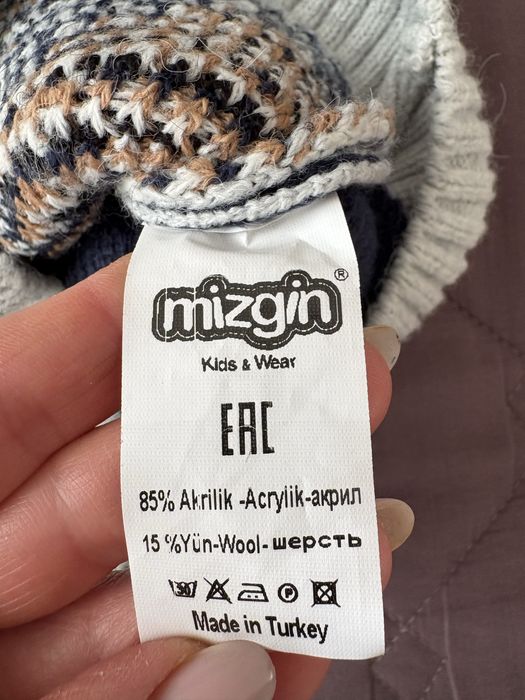 mizgin ®
Kids & Wear
EAC
85% Akrilik -Acrylik-акрил
15 %Yün-Wool-шерсть
30 P
Made in Turkey